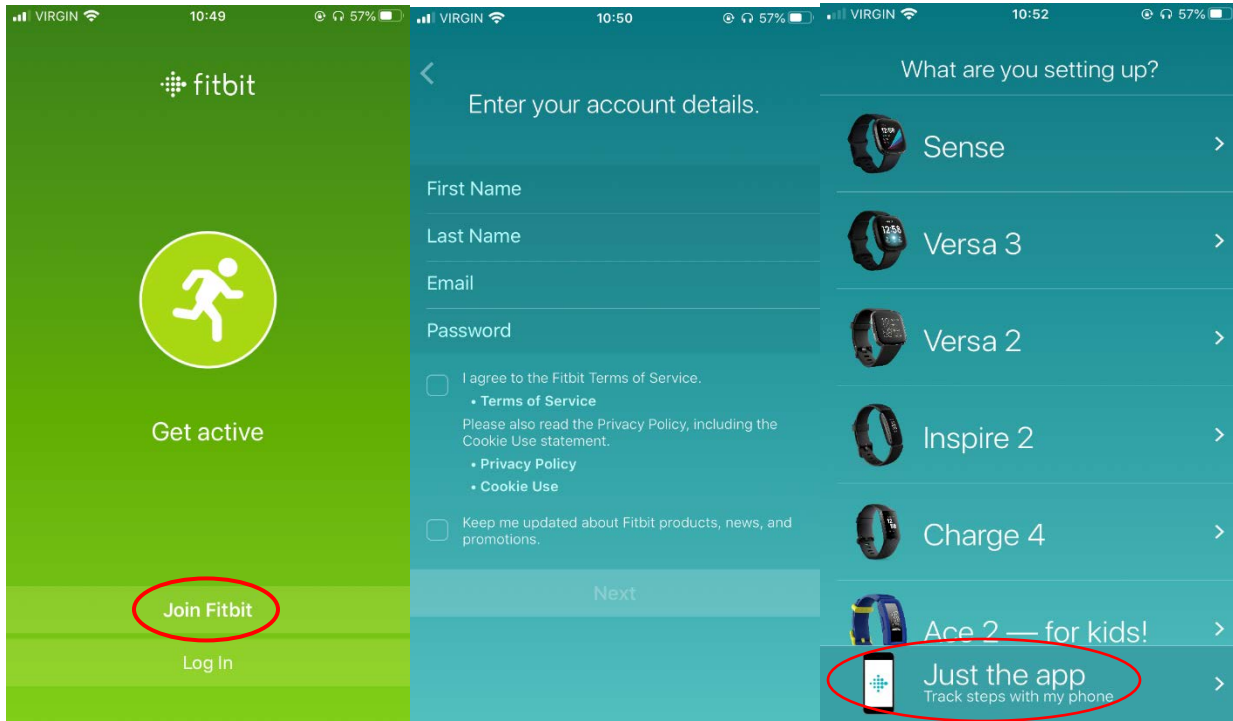 VIRGIN 10:49 57%
fitbit
Get active
Join Fitbit
Log In
VIRGIN 10:50 57%
Enter your account details.
First Name
Last Name
Email
Password
I agree to the Fitbit Terms of Service.
• Terms of Service
Please also read the Privacy Policy, including the
Cookie Use statement.
• Privacy Policy
• Cookie Use
Keep me updated about Fitbit products, news, and
promotions.
Next
VIRGIN 10:52 57%
What are you setting up?
Sense
Versa 3
Versa 2
Inspire 2
Charge 4
Ace 2 — for kids!
Just the app
Track steps with my phone